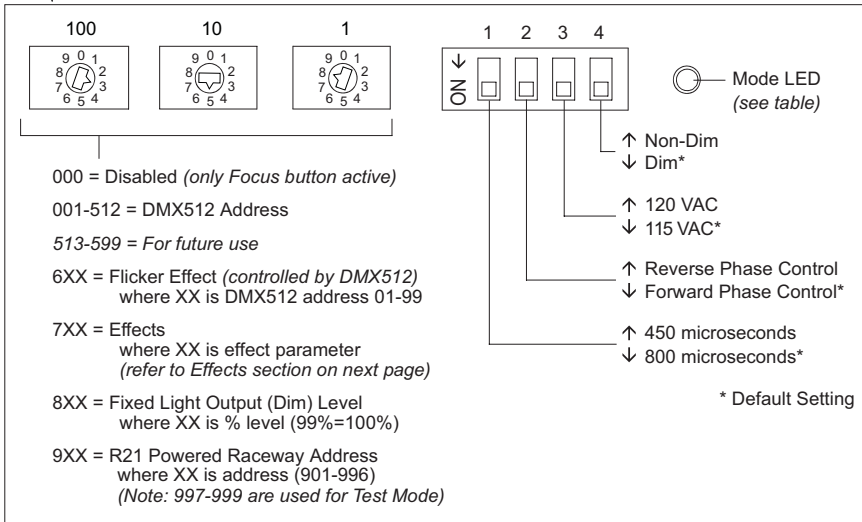 100 10 1
9 0 1
8 2
7 3
6 5 4
9 0 1
8 2
7 3
6 5 4
9 0 1
8 2
7 3
6 5 4
000 = Disabled (only Focus button active)
001-512 = DMX512 Address
513-599 = For future use
6XX = Flicker Effect (controlled by DMX512)
where XX is DMX512 address 01-99
7XX = Effects
where XX is effect parameter
(refer to Effects section on next page)
8XX = Fixed Light Output (Dim) Level
where XX is % level (99%=100%)
9XX = R21 Powered Raceway Address
where XX is address (901-996)
(Note: 997-999 are used for Test Mode)
1 2 3 4
ON ↓
Mode LED
(see table)
↑ Non-Dim
↓ Dim*
↑ 120 VAC
↓ 115 VAC*
↑ Reverse Phase Control
↓ Forward Phase Control*
↑ 450 microseconds
↓ 800 microseconds*
* Default Setting